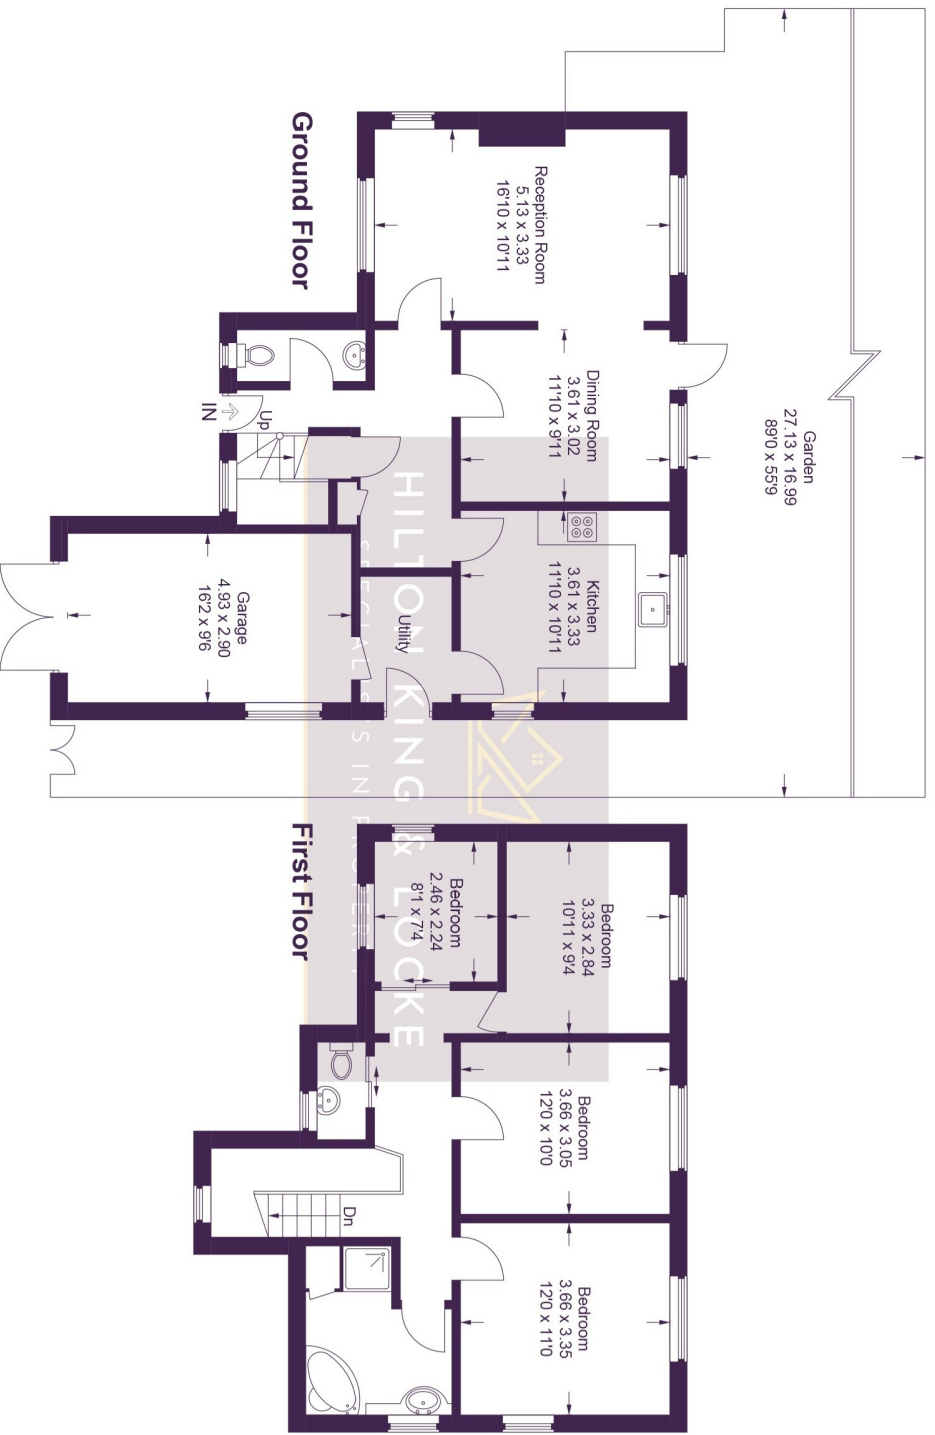 Garden
27.13 x 16.99
89'0 x 55'9
Reception Room
5.13 x 3.33
16'10 x 10'11
Dining Room
3.61 x 3.02
11'10 x 9'11
Kitchen
3.61 x 3.33
11'10 x 10'11
Utility
Garage
4.93 x 2.90
16'2 x 9'6
Up
IN
Ground Floor
Bedroom
3.33 x 2.84
10'11 x 9'4
Bedroom
2.46 x 2.24
8'1 x 7'4
Bedroom
3.66 x 3.05
12'0 x 10'0
Bedroom
3.66 x 3.35
12'0 x 11'0
Dn
First Floor
HILTON KING & LOCKE
SPECIALISTS IN PROPERTY